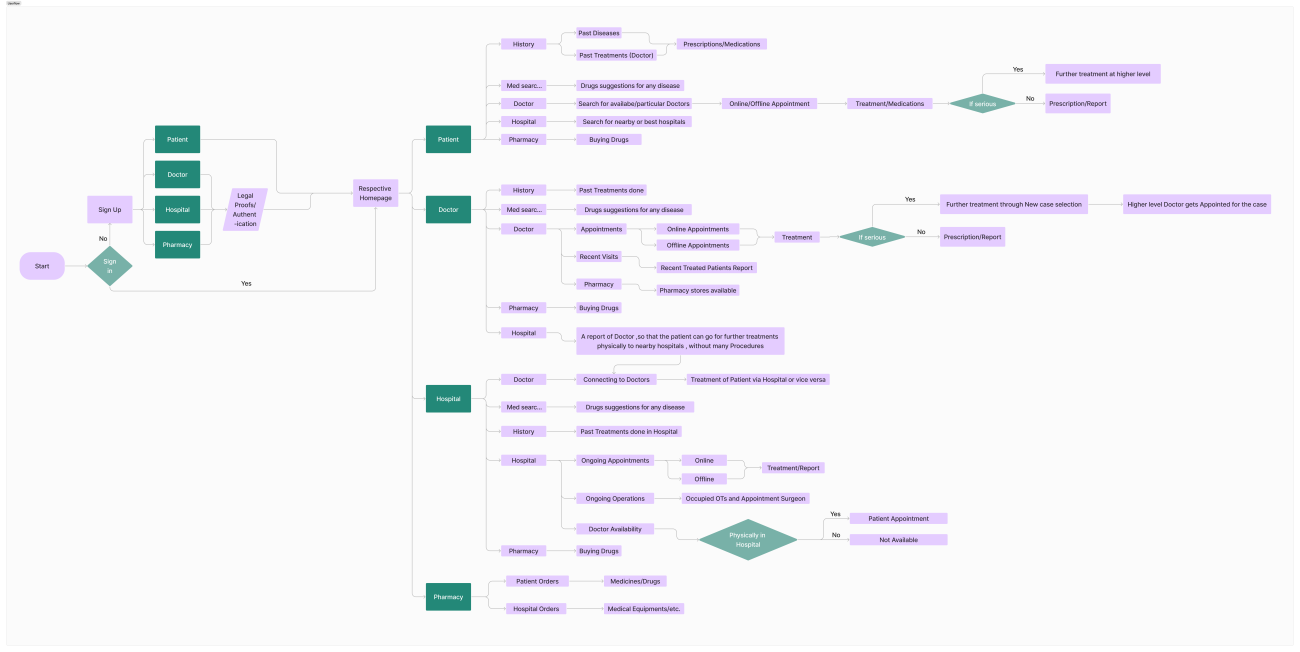 Start
Sign
in
No
Yes
Sign Up
Patient
Doctor
Hospital
Pharmacy
Legal
Proofs/
Authent
-ication
Respective
Homepage
Patient
History
Past Diseases
Past Treatments (Doctor)
Prescriptions/Medications
Med searc...
Drugs suggestions for any disease
Doctor
Search for availabe/particular Doctors
Online/Offline Appointment
Treatment/Medications
If serious
Yes
Further treatment at higher level
No
Prescription/Report
Hospital
Search for nearby or best hospitals
Pharmacy
Buying Drugs
Doctor
History
Past Treatments done
Med searc...
Drugs suggestions for any disease
Doctor
Appointments
Online Appointments
Offline Appointments
Treatment
If serious
Yes
Further treatment through New case selection
Higher level Doctor gets Appointed for the case
No
Prescription/Report
Recent Visits
Recent Treated Patients Report
Pharmacy
Pharmacy stores available
Pharmacy
Buying Drugs
Hospital
A report of Doctor ,so that the patient can go for further treatments
physically to nearby hospitals , without many Procedures
Hospital
Doctor
Connecting to Doctors
Treatment of Patient via Hospital or vice versa
Med searc...
Drugs suggestions for any disease
History
Past Treatments done in Hospital
Hospital
Ongoing Appointments
Online
Offline
Treatment/Report
Ongoing Operations
Occupied OTs and Appointment Surgeon
Doctor Availability
Physically in
Hospital
Yes
Patient Appointment
No
Not Available
Pharmacy
Buying Drugs
Pharmacy
Patient Orders
Medicines/Drugs
Hospital Orders
Medical Equipments/etc.